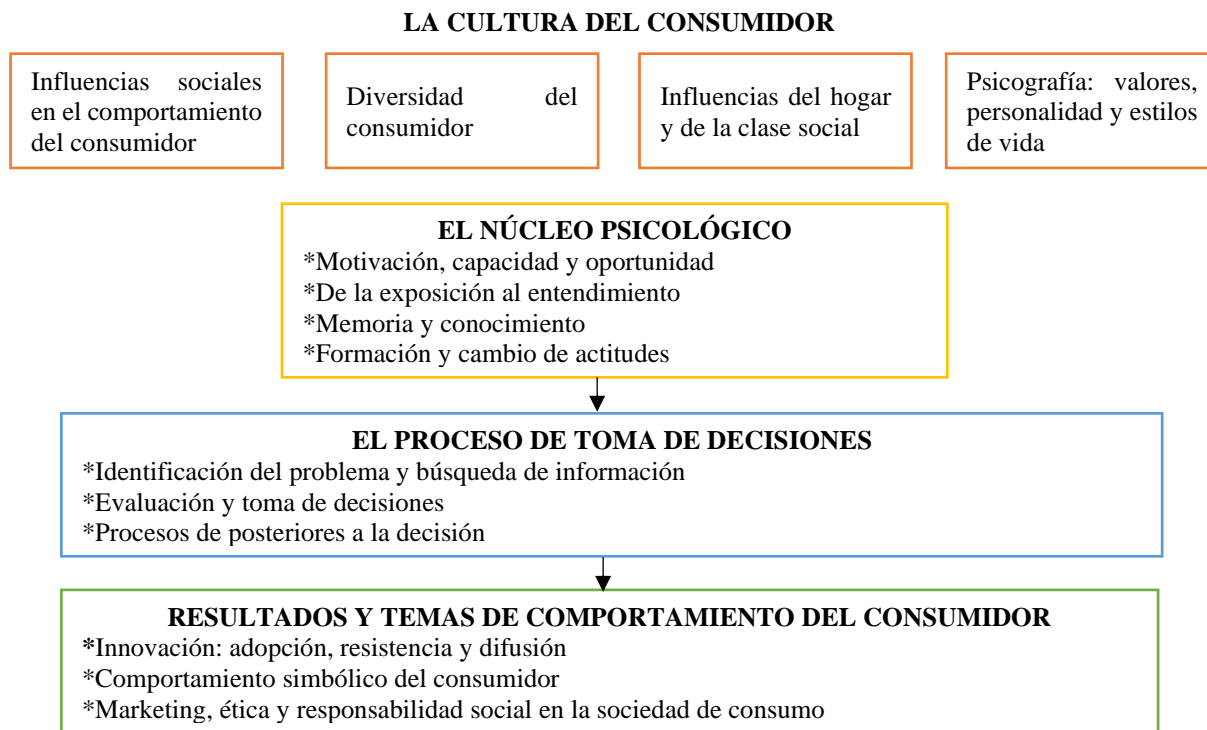 LA CULTURA DEL CONSUMIDOR
Influencias sociales
en el comportamiento
del consumidor
Diversidad del
consumidor
Influencias del hogar
y de la clase social
Psicografía: valores,
personalidad y estilos
de vida
EL NÚCLEO PSICOLÓGICO
*Motivación, capacidad y oportunidad
*De la exposición al entendimiento
*Memoria y conocimiento
*Formación y cambio de actitudes
EL PROCESO DE TOMA DE DECISIONES
*Identificación del problema y búsqueda de información
*Evaluación y toma de decisiones
*Procesos de posteriores a la decisión
RESULTADOS Y TEMAS DE COMPORTAMIENTO DEL CONSUMIDOR
*Innovación: adopción, resistencia y difusión
*Comportamiento simbólico del consumidor
*Marketing, ética y responsabilidad social en la sociedad de consumo